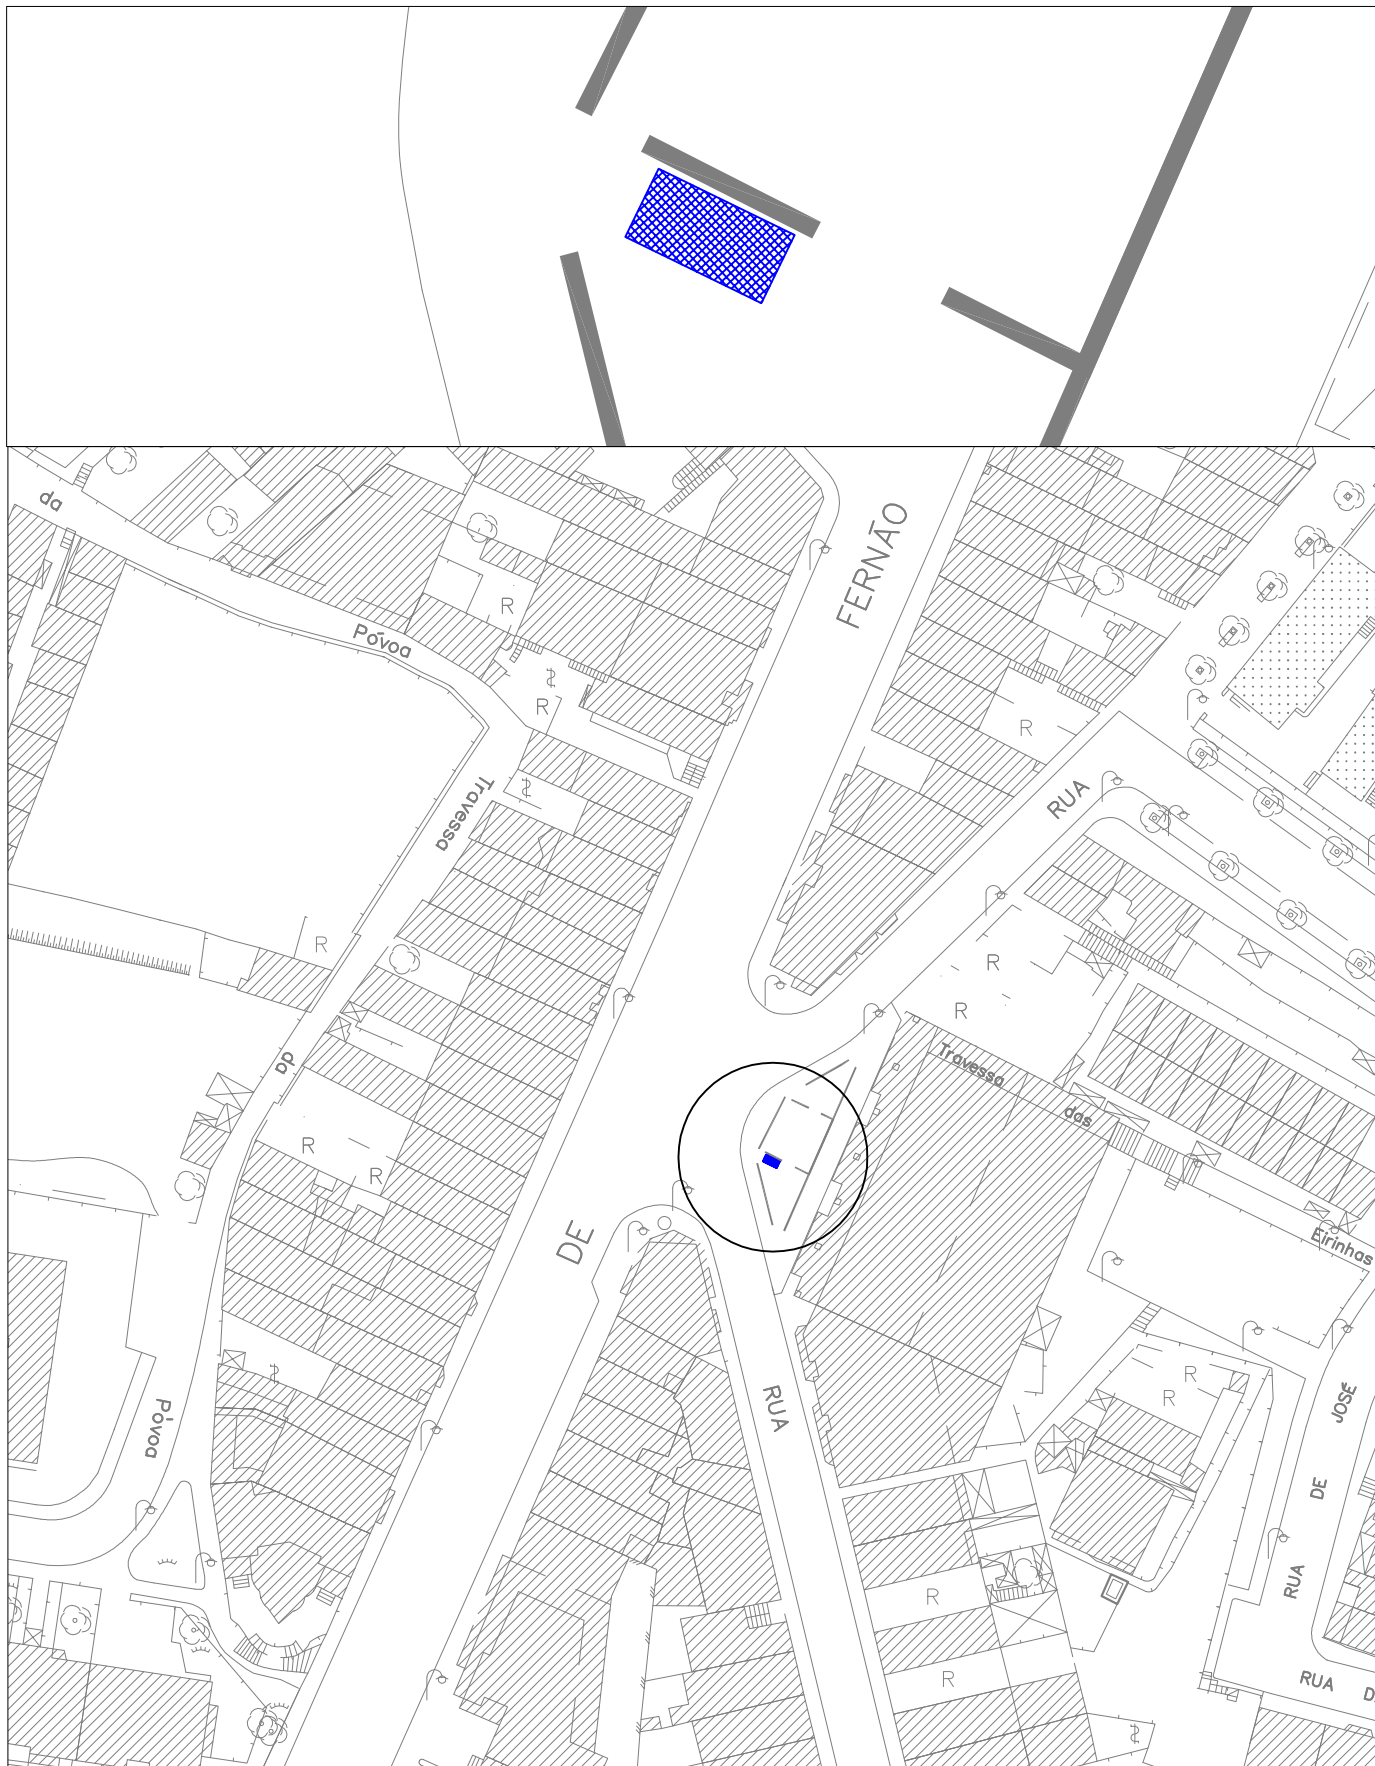 da
FERNÃO
R
Póvoa
R
R
RUA
Travessa
R
R
R
Travessa
da
das
R
R
DE
Eirinhas
R
R
JOSÉ
RUA
Póvoa
DE
RUA
R
R
RUA
D